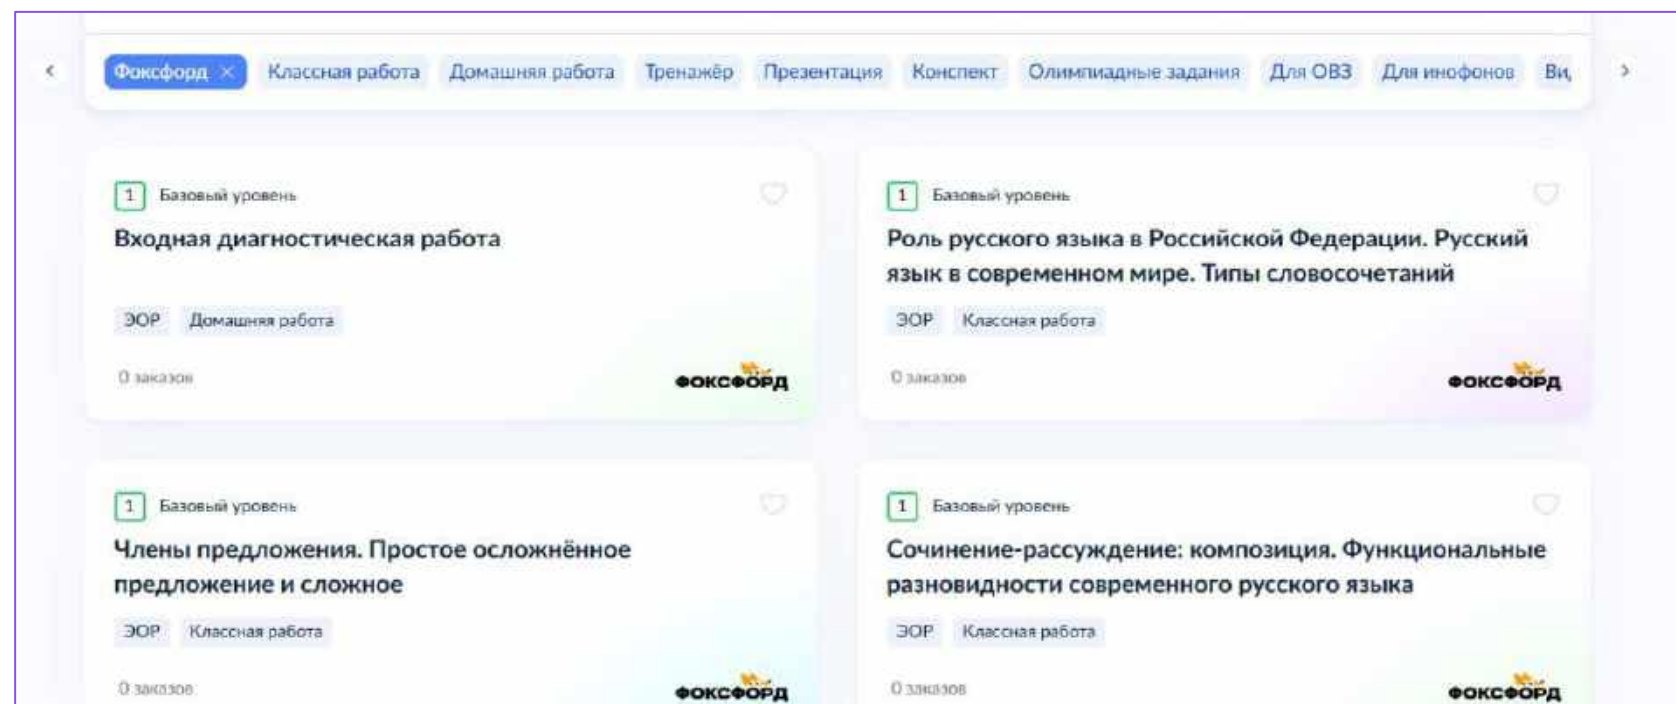 Фоксфорд × Классная работа Домашняя работа Тренажёр Презентация Конспект Олимпиадные задания Для ОВЗ Для инофонов Ви
1 Базовый уровень
Входная диагностическая работа
ЭОР Домашняя работа
0 заказов
ФОКСФОРД
1 Базовый уровень
Роль русского языка в Российской Федерации. Русский
язык в современном мире. Типы словосочетаний
ЭОР Классная работа
0 заказов
ФОКСФОРД
1 Базовый уровень
Члены предложения. Простое осложнённое
предложение и сложное
ЭОР Классная работа
0 заказов
ФОКСФОРД
1 Базовый уровень
Сочинение-рассуждение: композиция. Функциональные
разновидности современного русского языка
ЭОР Классная работа
0 заказов
ФОКСФОРД